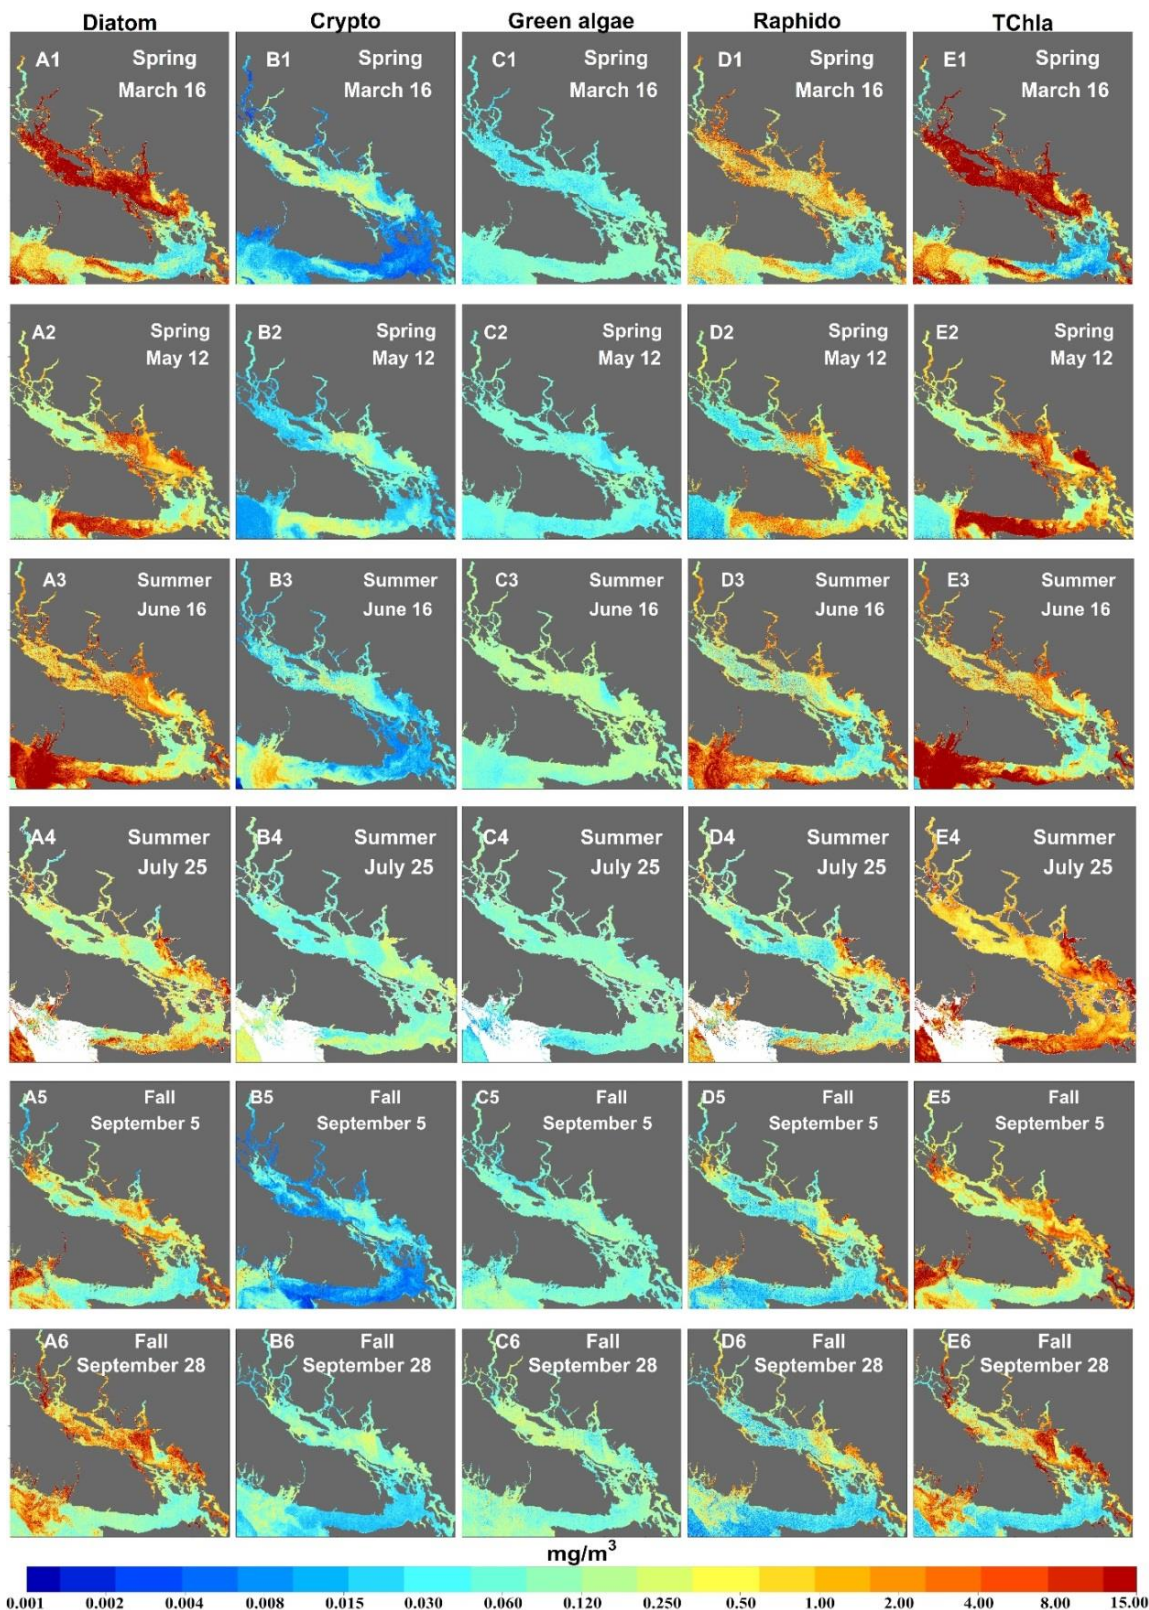 Diatom Crypto Green algae Raphido TChla
A1 Spring B1 Spring C1 Spring D1 Spring E1 Spring
March 16 March 16 March 16 March 16 March 16
A2 Spring B2 Spring C2 Spring D2 Spring E2 Spring
May 12 May 12 May 12 May 12 May 12
A3 Summer B3 Summer C3 Summer D3 Summer E3 Summer
June 16 June 16 June 16 June 16 June 16
A4 Summer B4 Summer C4 Summer D4 Summer E4 Summer
July 25 July 25 July 25 July 25 July 25
A5 Fall B5 Fall C5 Fall D5 Fall E5 Fall
September 5 September 5 September 5 September 5 September 5
A6 Fall B6 Fall C6 Fall D6 Fall E6 Fall
September 28 September 28 September 28 September 28 September 28
mg/m³
0.001 0.002 0.004 0.008 0.015 0.030 0.060 0.120 0.250 0.50 1.00 2.00 4.00 8.00 15.00